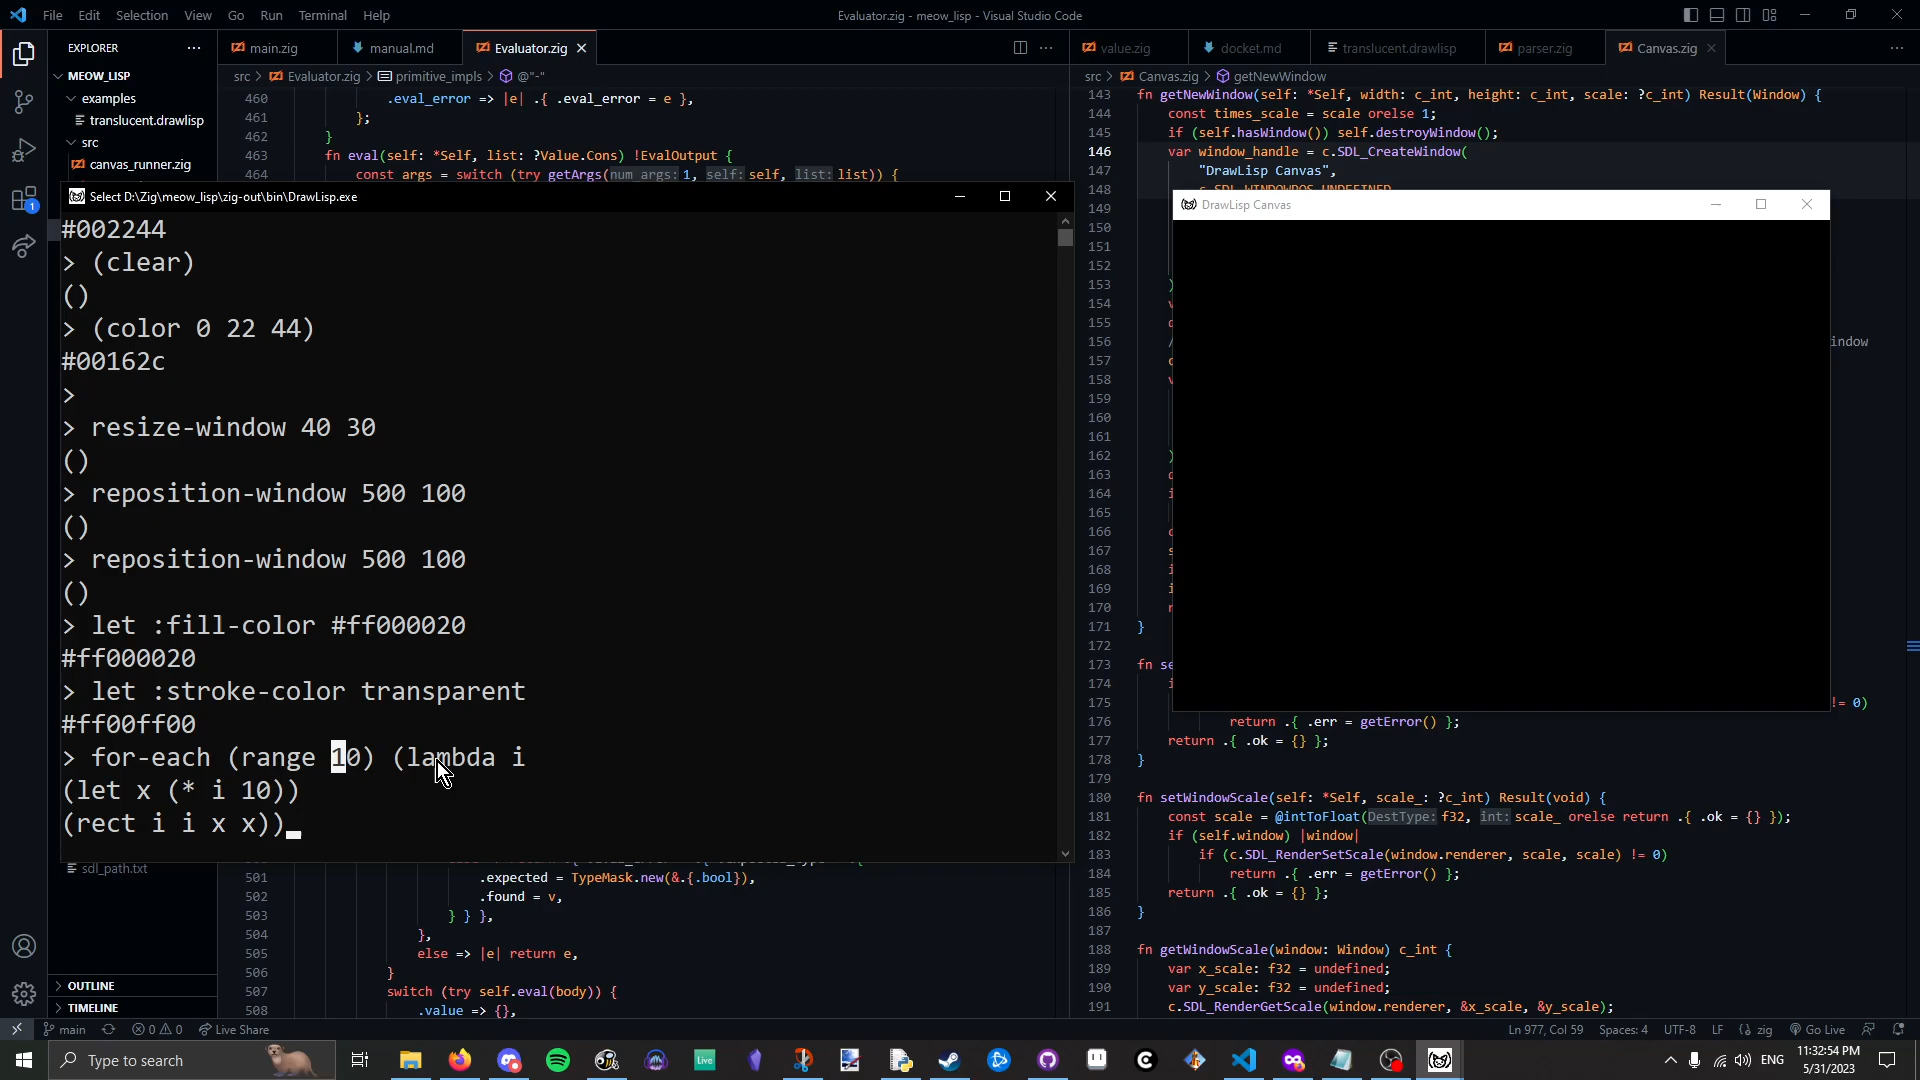 File Edit Selection View Go Run Terminal Help
Evaluator.zig - meow_lisp - Visual Studio Code
EXPLORER
MEOW_LISP
examples
translucent.drawlisp
src
canvas_runner.zig
sdl_path.txt
OUTLINE
TIMELINE
main.zig manual.md Evaluator.zig
src > Evaluator.zig > primitive_impls > @"-"
460 .eval_error => |e| .{ .eval_error = e },
461 };
462 }
463 fn eval(self: *Self, list: ?Value.Cons) !EvalOutput {
464 const args = switch (try getArgs(num_args: 1, self: self, list: list)) {
Select D:\Zig\meow_lisp\zig-out\bin\DrawLisp.exe
#002244
> (clear)
()
> (color 0 22 44)
#00162c
>
> resize-window 40 30
()
> reposition-window 500 100
()
> reposition-window 500 100
()
> let :fill-color #ff000020
#ff000020
> let :stroke-color transparent
#ff00ff00
> for-each (range 10) (lambda i
(let x (* i 10))
(rect i i x x))
501 .expected = TypeMask.new(&.{.bool}),
502 .found = v,
503 } } },
504 },
505 else => |e| return e,
506 }
507 switch (try self.eval(body)) {
508 .value => {},
value.zig docket.md translucent.drawlisp parser.zig Canvas.zig
src > Canvas.zig > getNewWindow
143 fn getNewWindow(self: *Self, width: c_int, height: c_int, scale: ?c_int) Result(Window) {
144 const times_scale = scale orelse 1;
145 if (self.hasWindow()) self.destroyWindow();
146 var window_handle = c.SDL_CreateWindow(
147 "DrawLisp Canvas",
148
DrawLisp Canvas
149
150
151
152
153 )
154
155
156 indow
157
158
159
160
161
162 )
163
164
165
166
167
168
169
170
171 }
172
173 fn se
174
175 != 0)
176 return .{ .err = getError() };
177 return .{ .ok = {} };
178 }
179
180 fn setWindowScale(self: *Self, scale_: ?c_int) Result(void) {
181 const scale = @intToFloat(DestType: f32, int: scale_ orelse return .{ .ok = {} });
182 if (self.window) |window|
183 if (c.SDL_RenderSetScale(window.renderer, scale, scale) != 0)
184 return .{ .err = getError() };
185 return .{ .ok = {} };
186 }
187
188 fn getWindowScale(window: Window) c_int {
189 var x_scale: f32 = undefined;
190 var y_scale: f32 = undefined;
191 c.SDL_RenderGetScale(window.renderer, &x_scale, &y_scale);
main 0 0 Live Share
Ln 977, Col 59 Spaces: 4 UTF-8 LF zig Go Live
Type to search
Live
ENG
11:32:54 PM
5/31/2023